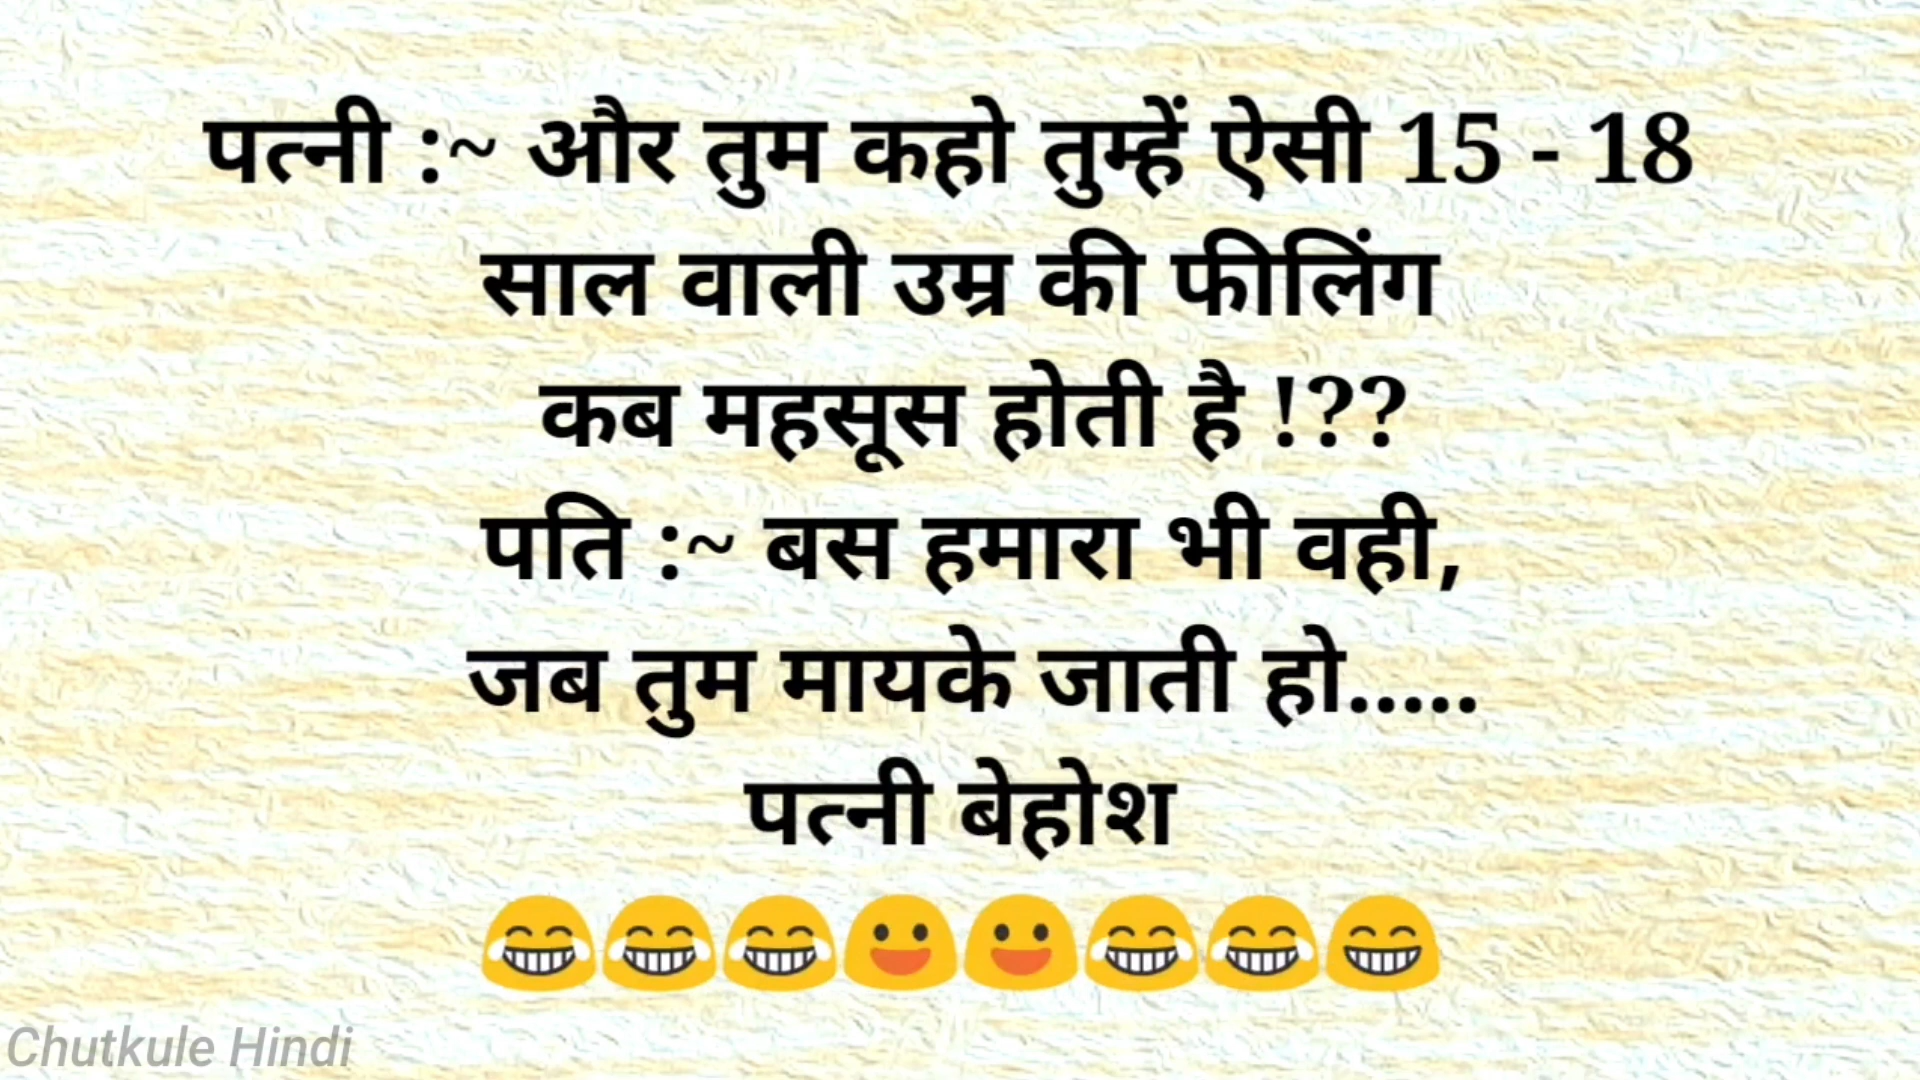 पत्नी :~ और तुम कहो तुम्हें ऐसी 15 - 18
साल वाली उम्र की फीलिंग
कब महसूस होती है !??
पति :~ बस हमारा भी वही,
जब तुम मायके जाती हो.....
पत्नी बेहोश
😂😂😂😃😃😂😂😁
Chutkule Hindi